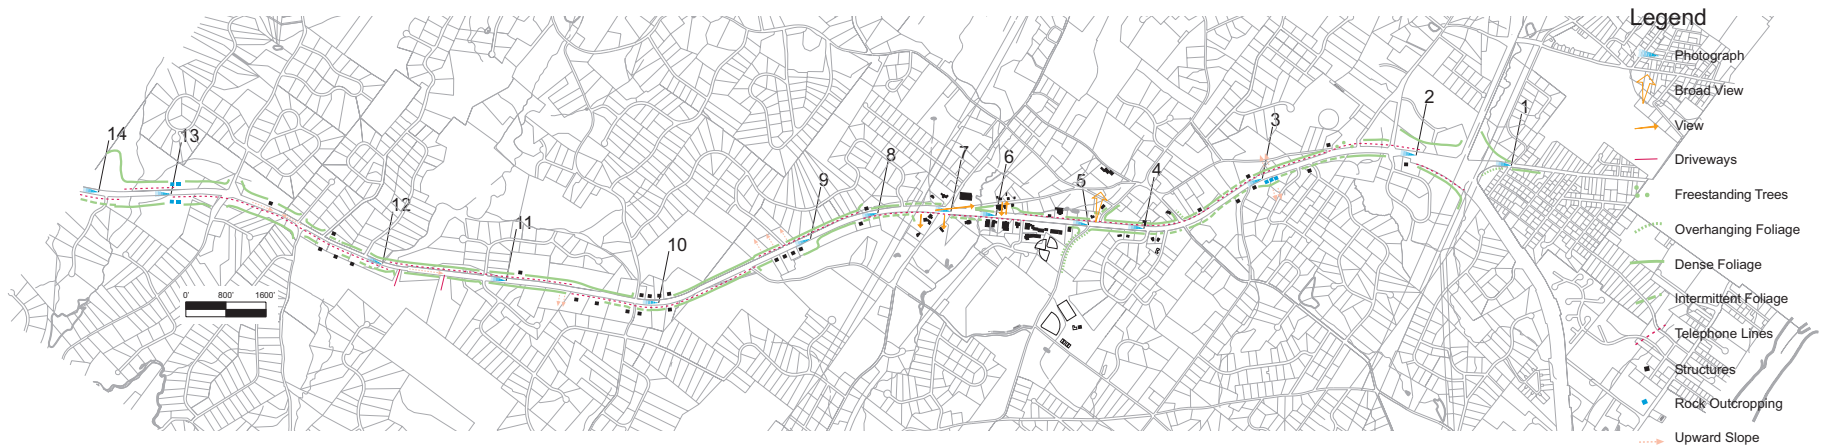 Legend
Photograph
Broad View
View
Driveways
Freestanding Trees
Overhanging Foliage
Dense Foliage
Intermittent Foliage
Telephone Lines
Structures
Rock Outcropping
Upward Slope
14
13
12
11
10
9
8
7
6
5
4
3
2
1
0' 800' 1600'